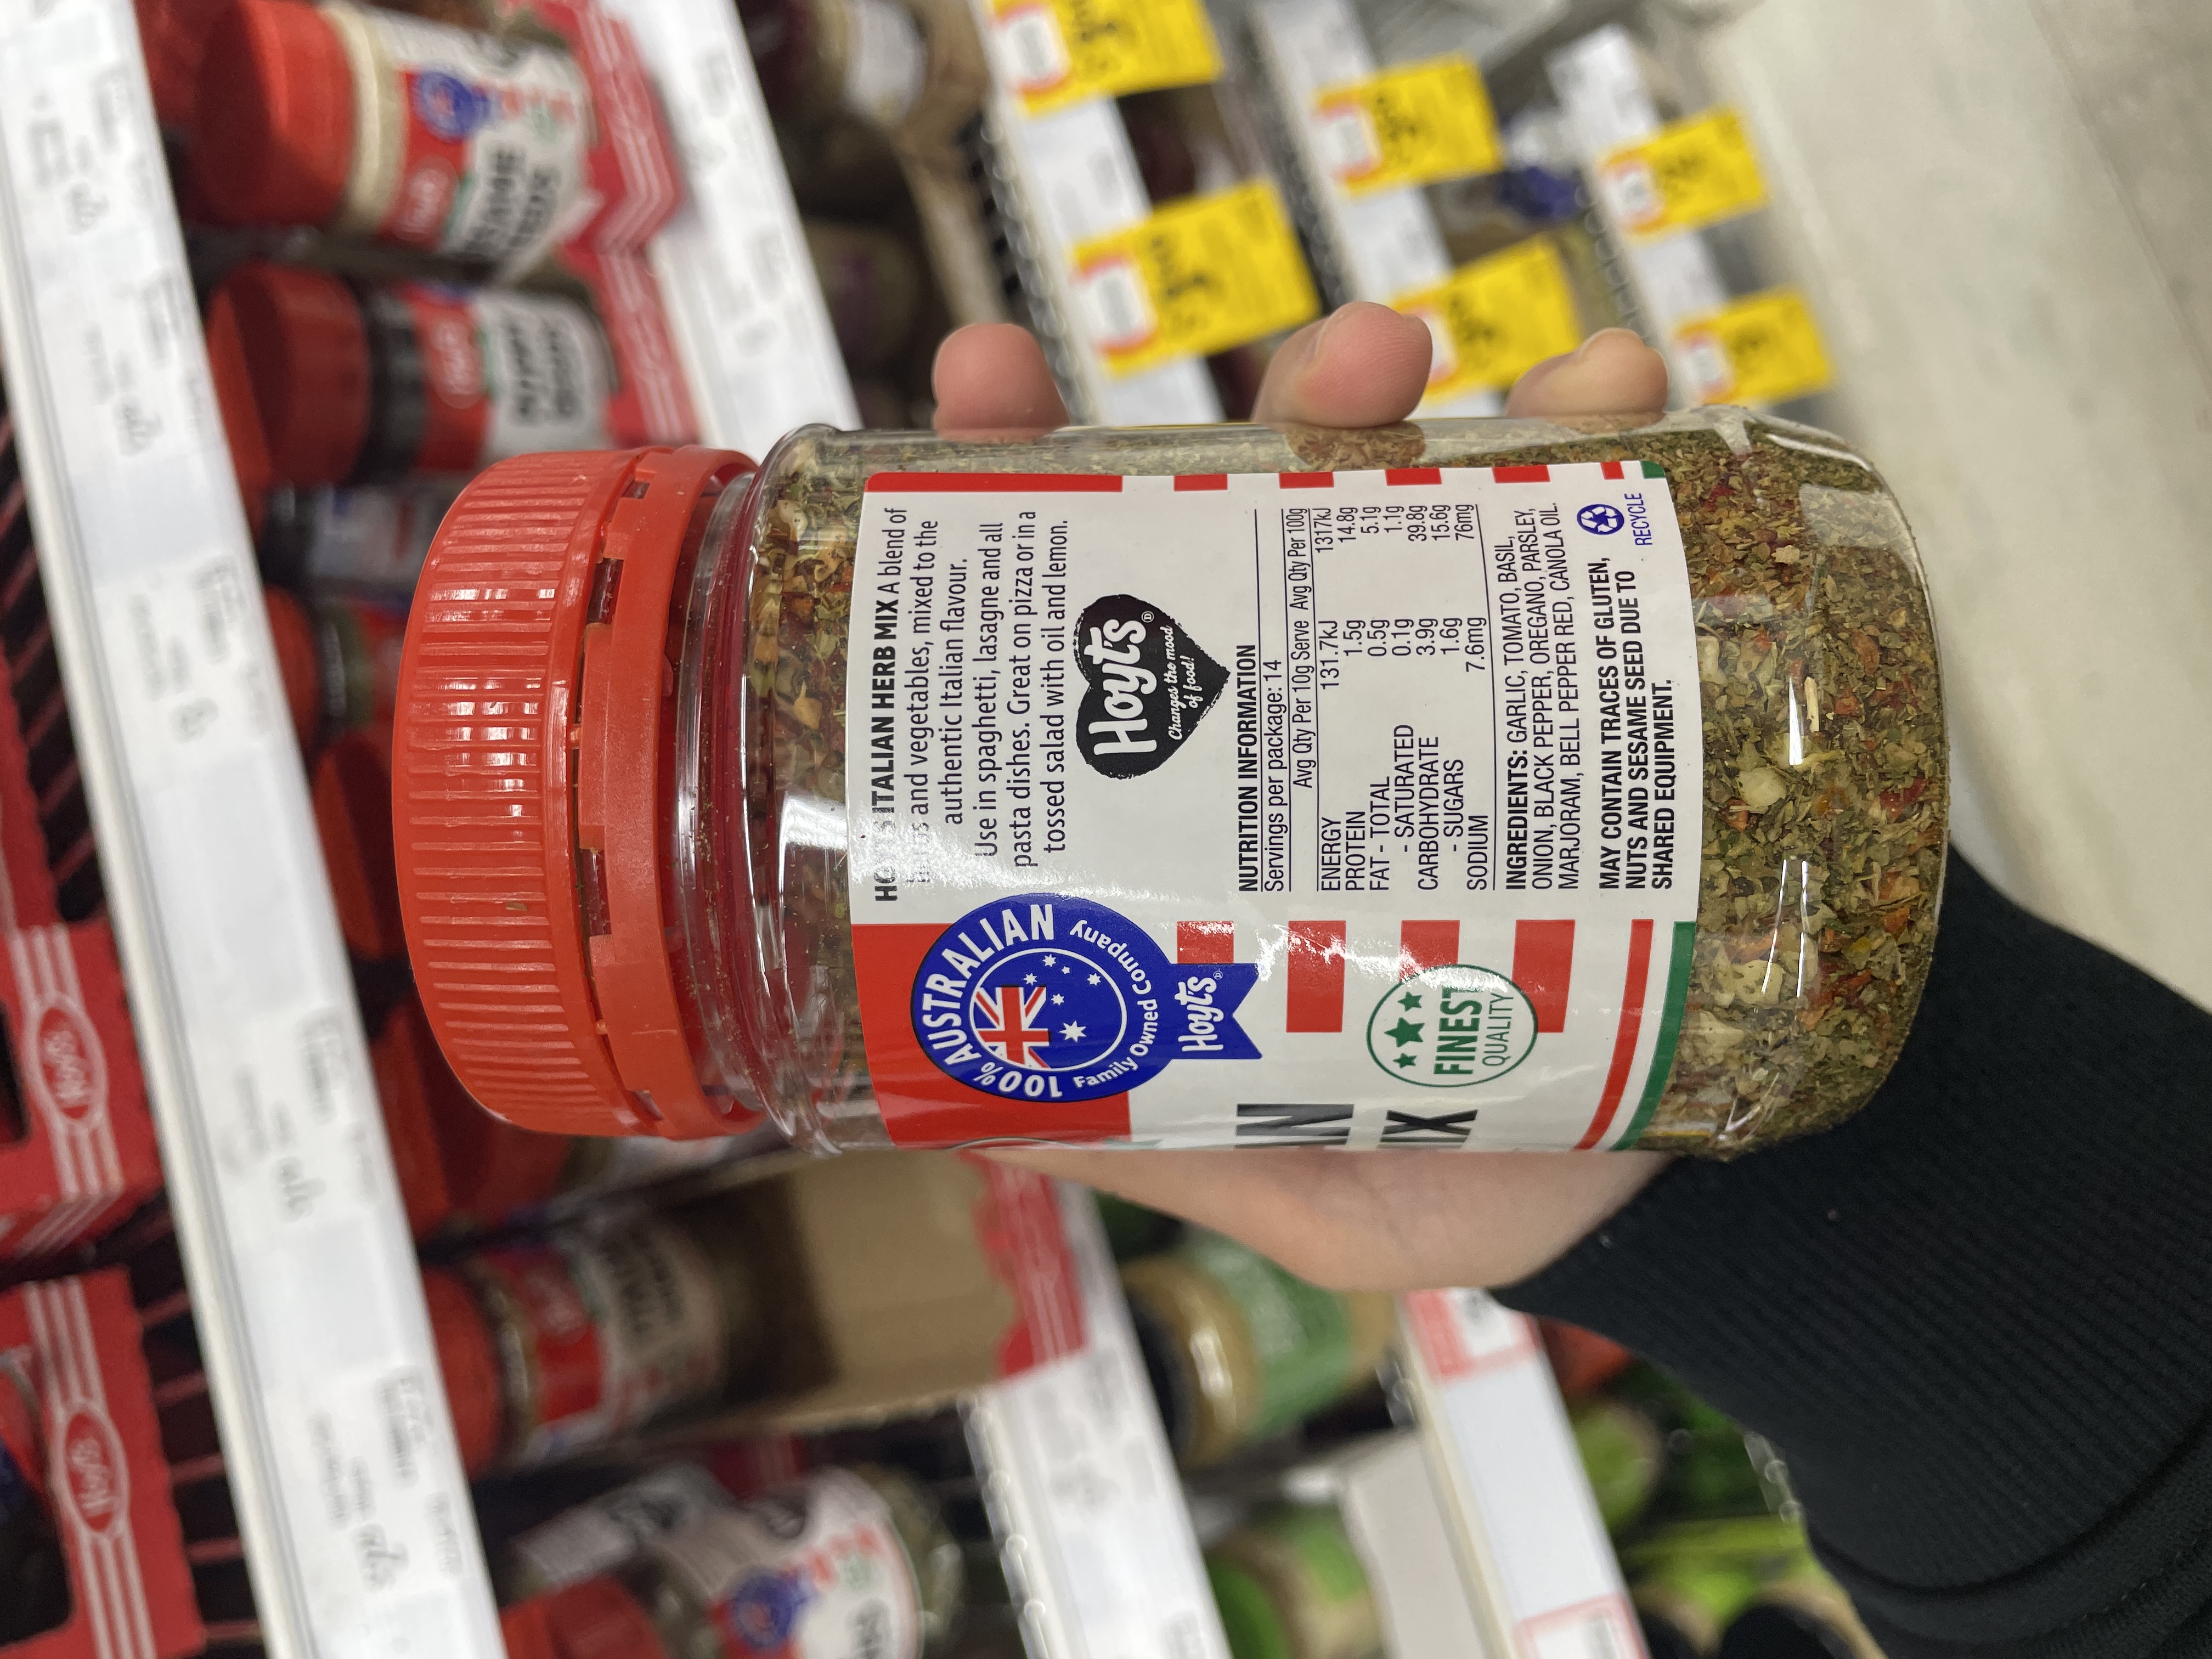 Hoyt's
Hoyt's
SESAME
SEEDS
100% AUSTRALIAN
Family Owned Company
Hoyt's
AN
IX
FINEST
QUALITY
HOYT'S ITALIAN HERB MIX A blend of
herbs and vegetables, mixed to the
authentic Italian flavour.
Use in spaghetti, lasagne and all
pasta dishes. Great on pizza or in a
tossed salad with oil and lemon.
Hoyt's
Changes the mood
of food!
NUTRITION INFORMATION
Servings per package: 14
Avg Qty Per 10g Serve Avg Qty Per 100g
ENERGY 131.7kJ 1317kJ
PROTEIN 1.5g 14.8g
FAT - TOTAL 0.5g 5.1g
- SATURATED 0.1g 1.1g
CARBOHYDRATE 3.9g 39.8g
- SUGARS 1.6g 15.6g
SODIUM 7.6mg 76mg
INGREDIENTS: GARLIC, TOMATO, BASIL,
ONION, BLACK PEPPER, OREGANO, PARSLEY,
MARJORAM, BELL PEPPER RED, CANOLA OIL.
MAY CONTAIN TRACES OF GLUTEN,
NUTS AND SESAME SEED DUE TO
SHARED EQUIPMENT.
RECYCLE